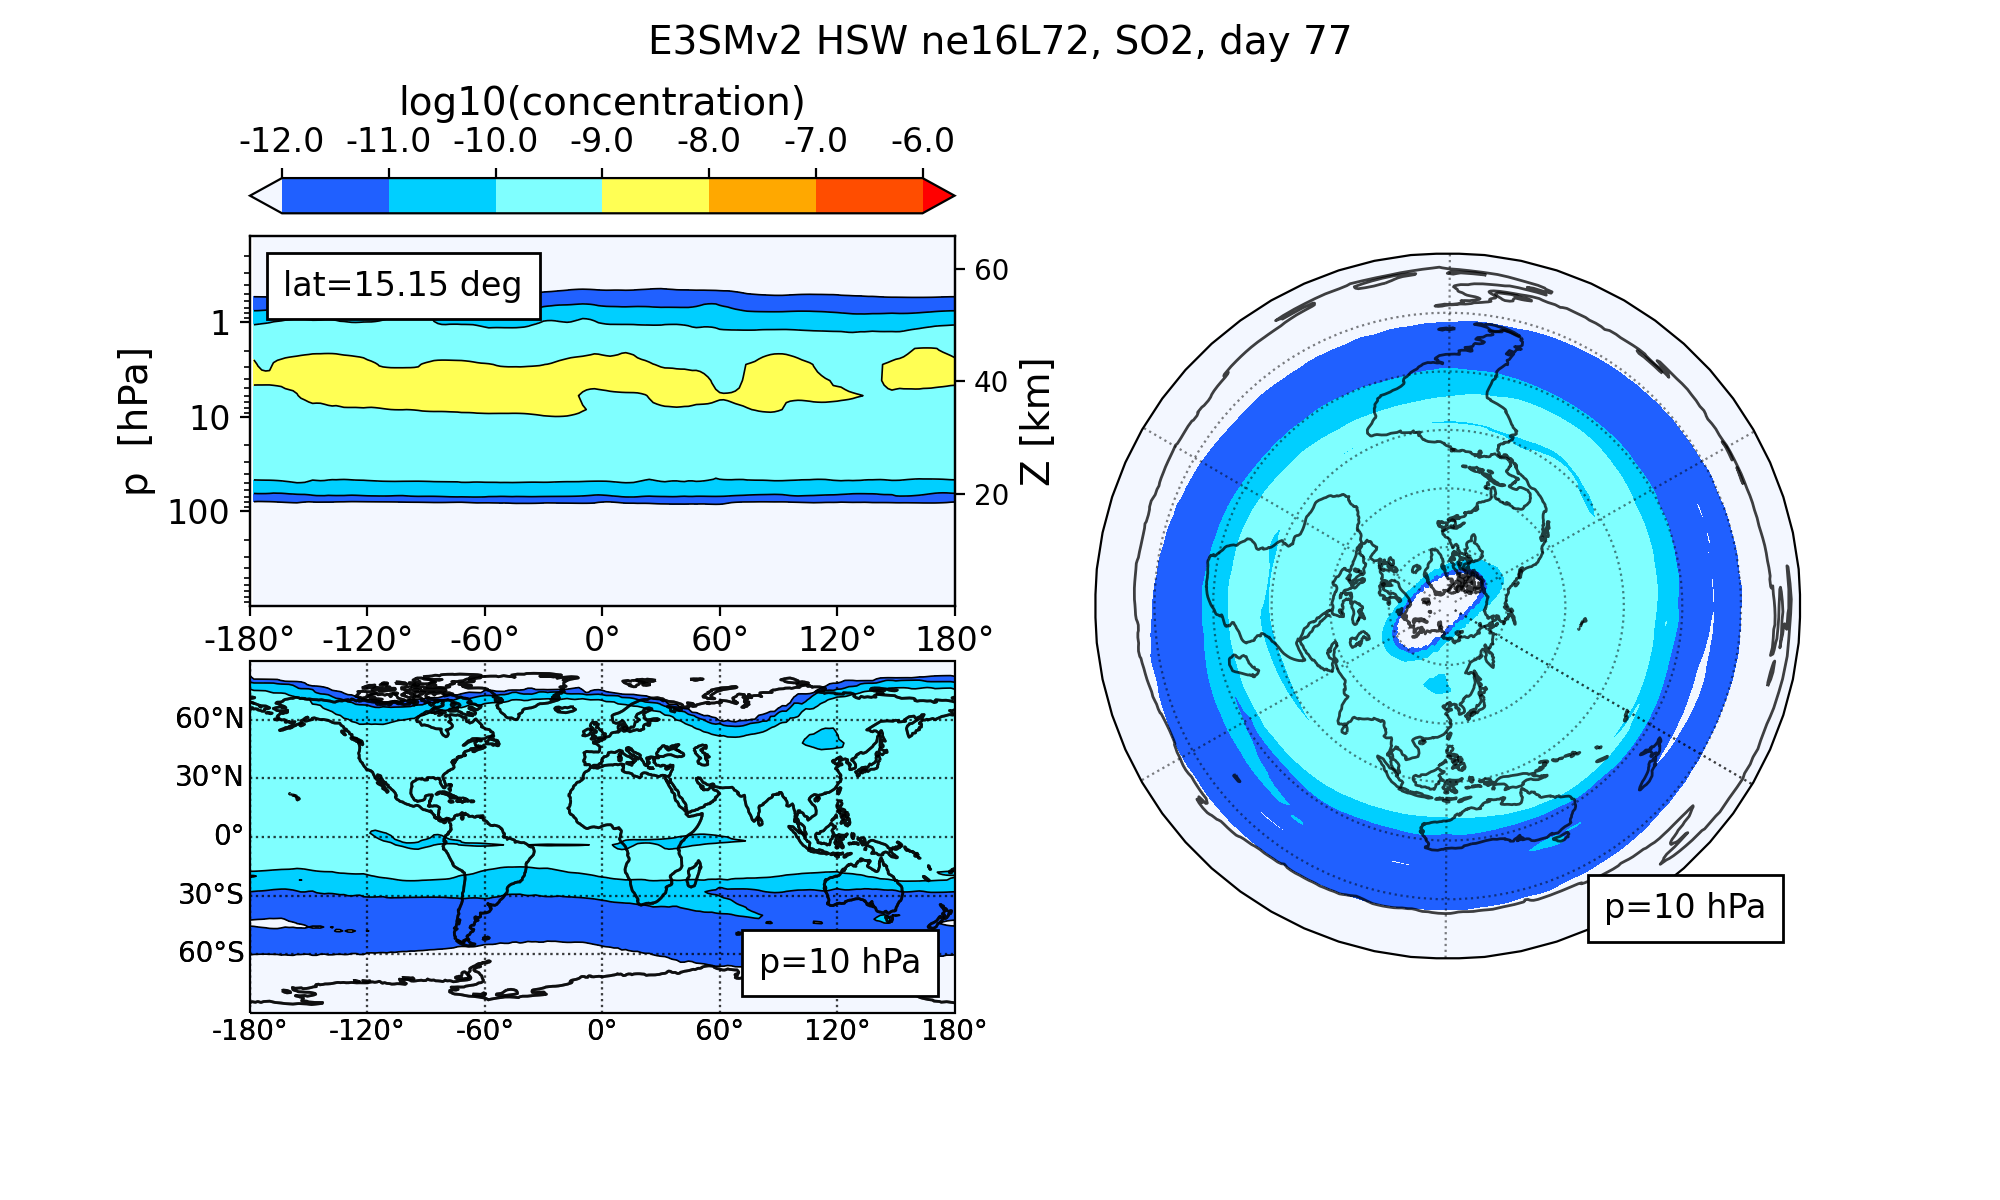 E3SMv2 HSW ne16L72, SO2, day 77
log10(concentration)
-12.0 -11.0 -10.0 -9.0 -8.0 -7.0 -6.0
lat=15.15 deg
p [hPa]
1
10
100
60
40
20
Z [km]
-180° -120° -60° 0° 60° 120° 180°
60°N
30°N
0°
30°S
60°S
p=10 hPa
-180° -120° -60° 0° 60° 120° 180°
p=10 hPa